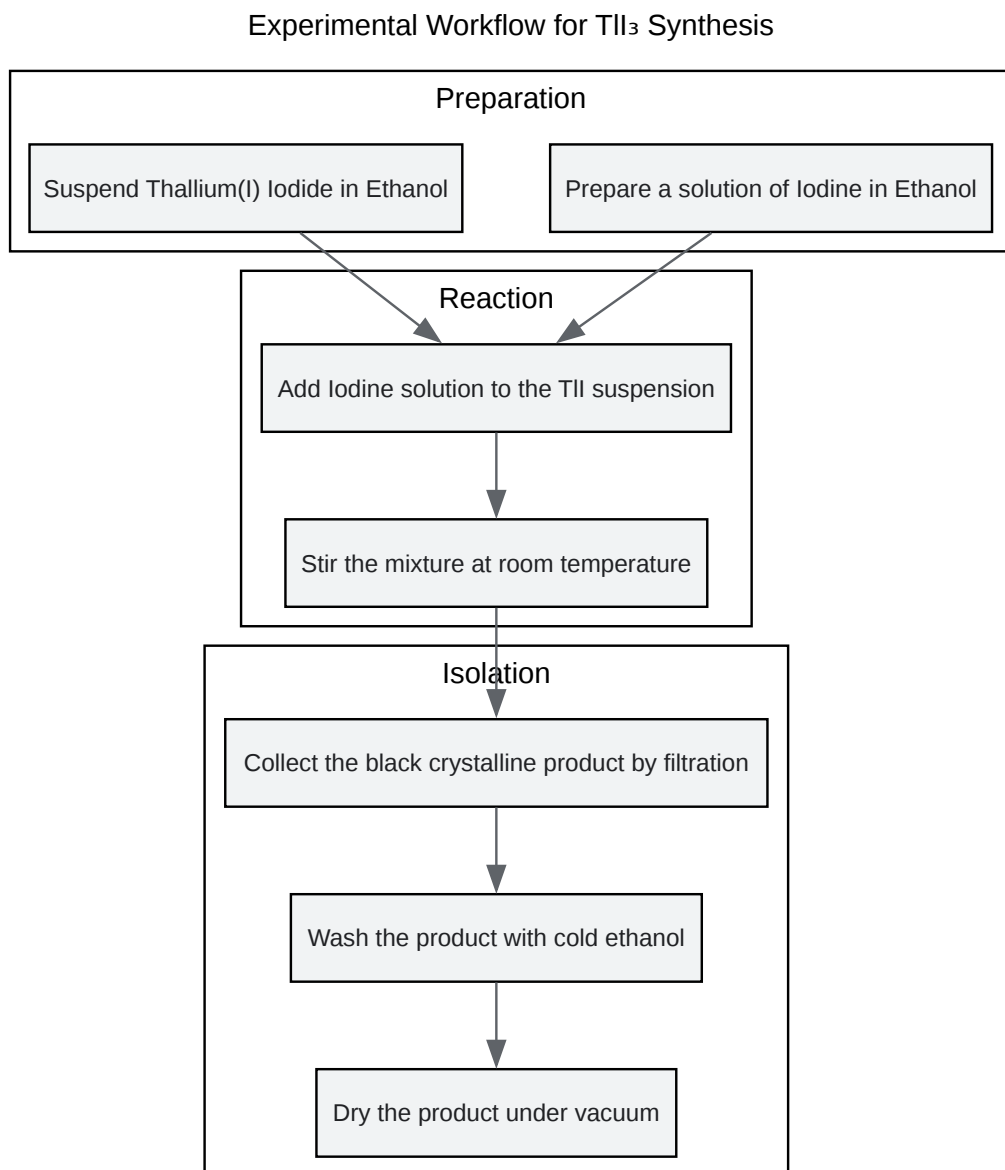 Experimental Workflow for TlI₃ Synthesis
Preparation
Suspend Thallium(I) Iodide in Ethanol
Prepare a solution of Iodine in Ethanol
Reaction
Add Iodine solution to the TlI suspension
Stir the mixture at room temperature
Isolation
Collect the black crystalline product by filtration
Wash the product with cold ethanol
Dry the product under vacuum